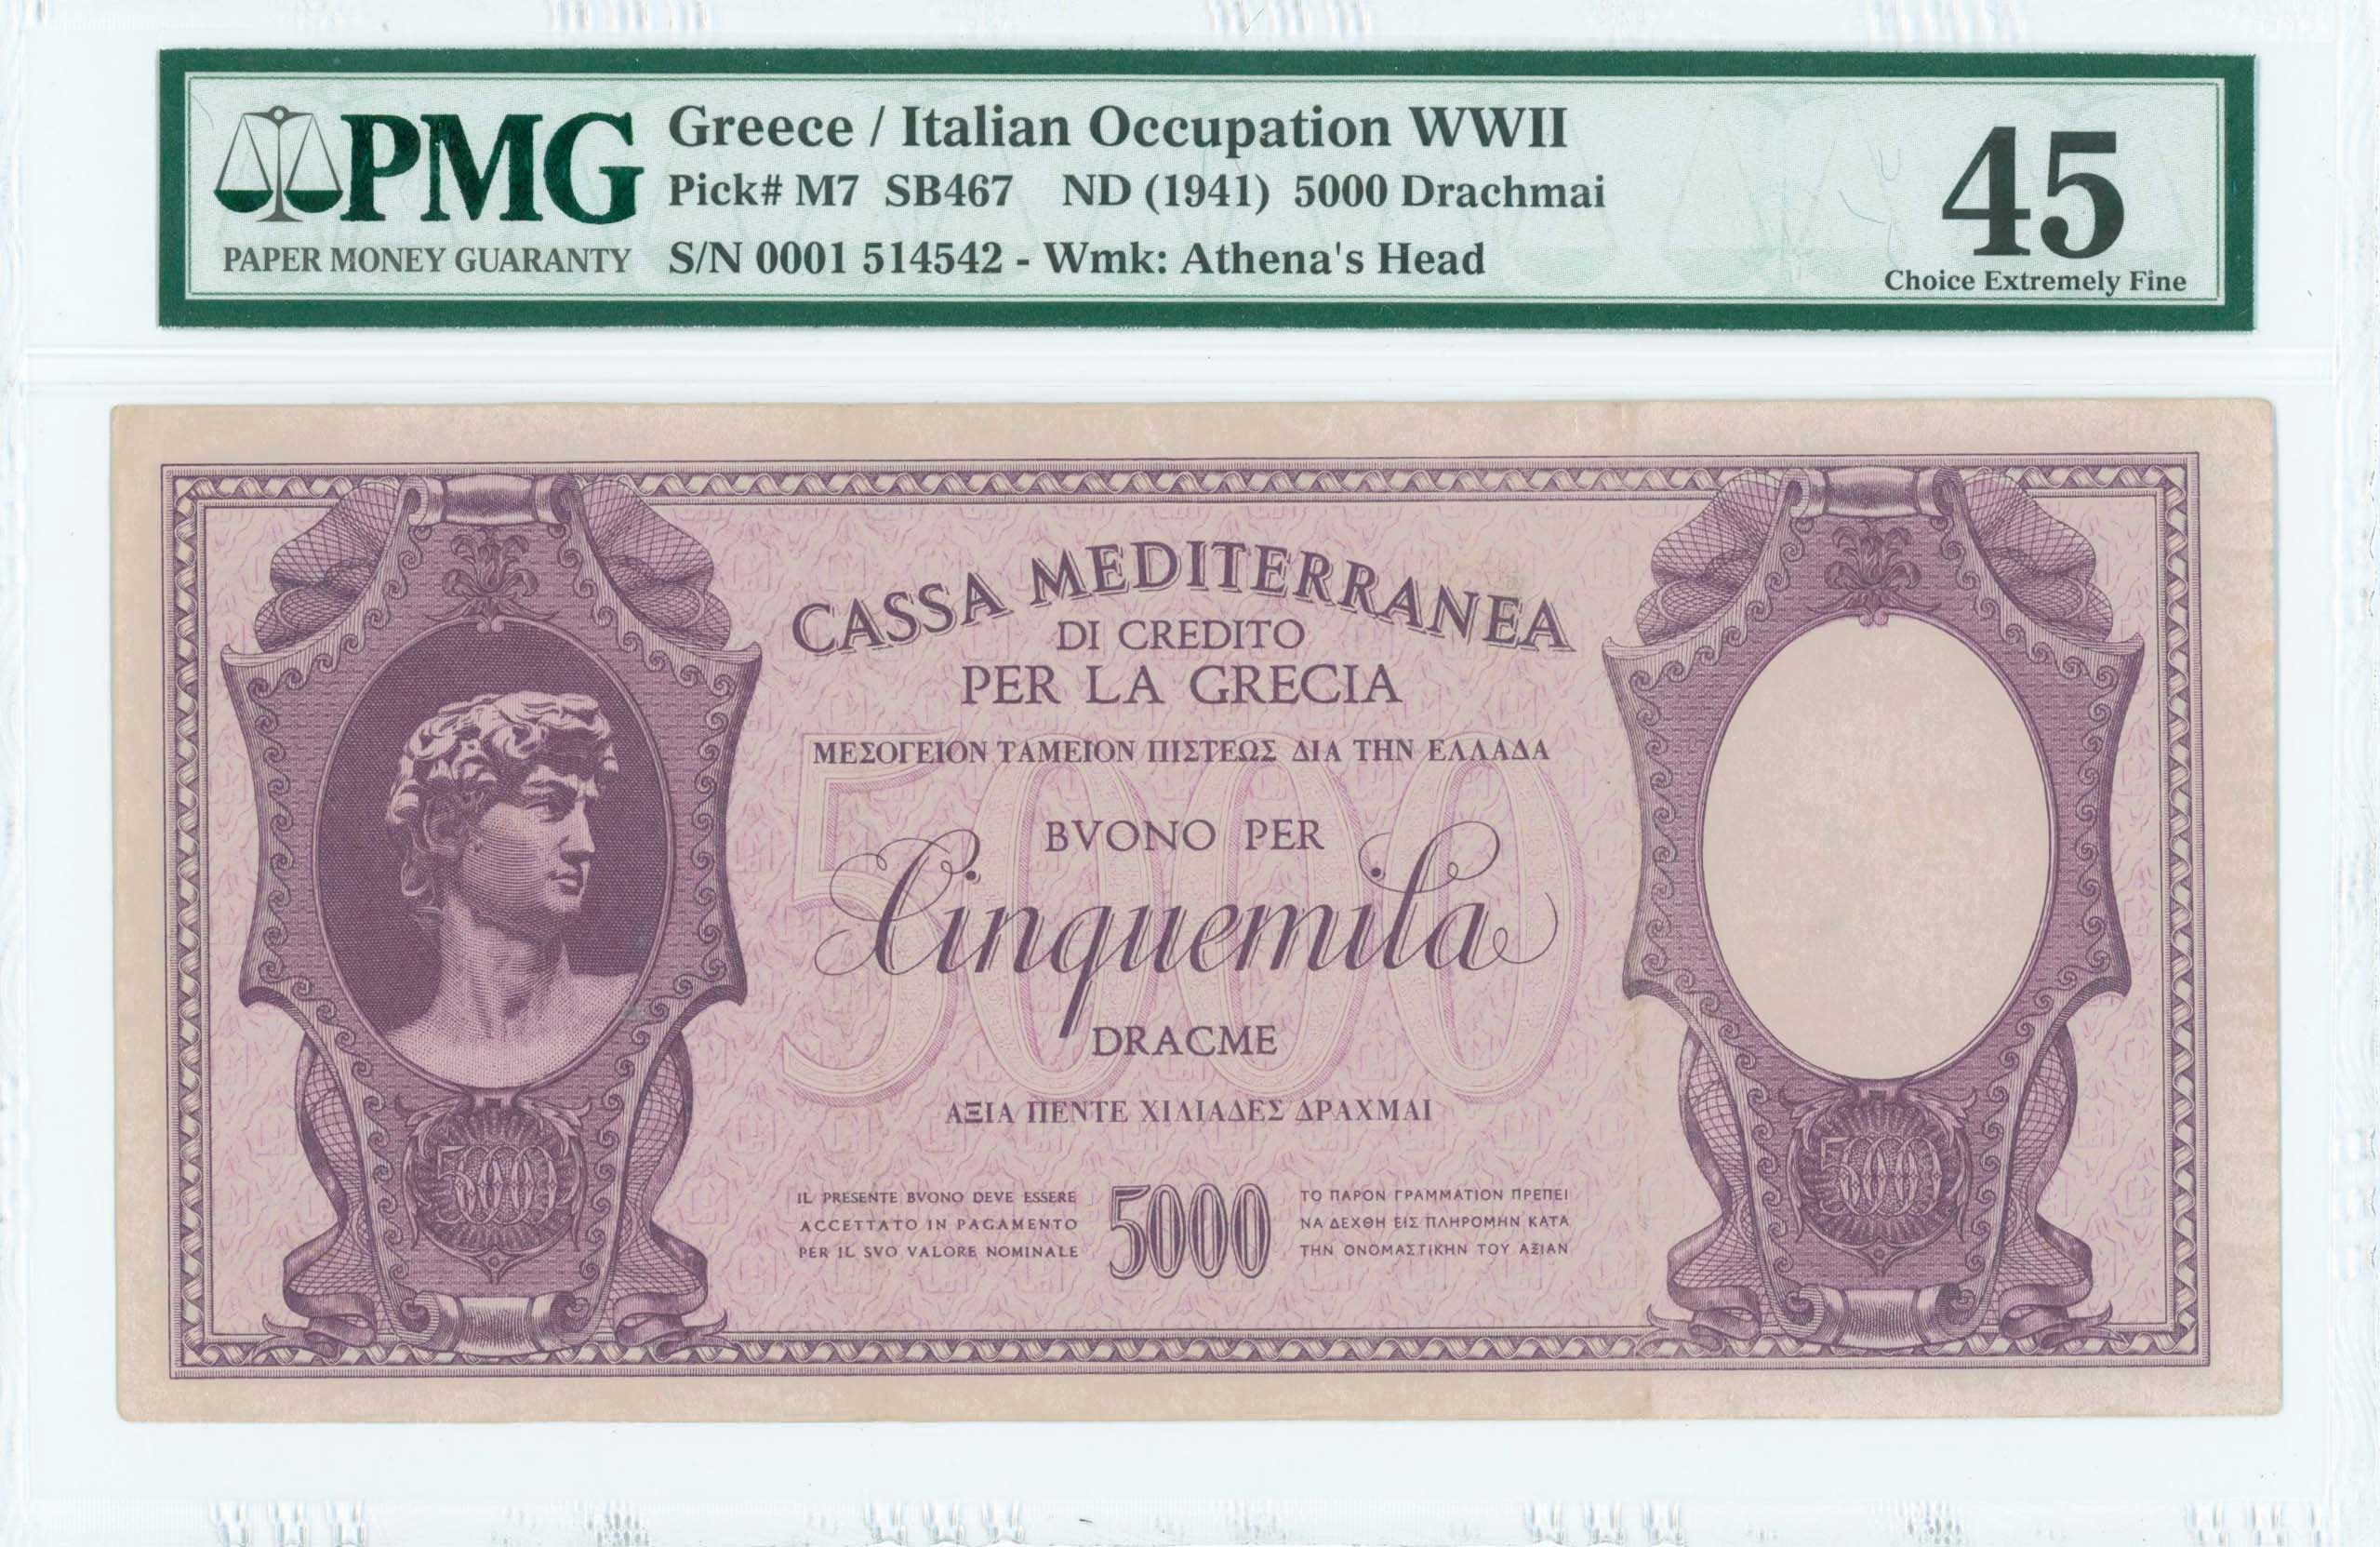 PMG
PAPER MONEY GUARANTY
Greece / Italian Occupation WWII
Pick# M7 SB467 ND (1941) 5000 Drachmai
S/N 0001 514542 - Wmk: Athena's Head
45
Choice Extremely Fine
CASSA MEDITERRANEA
DI CREDITO
PER LA GRECIA
ΜΕΣΟΓΕΙΟΝ ΤΑΜΕΙΟΝ ΠΙΣΤΕΩΣ ΔΙΑ ΤΗΝ ΕΛΛΑΔΑ
5000
BVONO PER
Cinquemila
DRACME
ΑΞΙΑ ΠΕΝΤΕ ΧΙΛΙΑΔΕΣ ΔΡΑΧΜΑΙ
IL PRESENTE BVONO DEVE ESSERE
ACCETTATO IN PAGAMENTO
PER IL SVO VALORE NOMINALE
5000
ΤΟ ΠΑΡΟΝ ΓΡΑΜΜΑΤΙΟΝ ΠΡΕΠΕΙ
ΝΑ ΔΕΧΘΗ ΕΙΣ ΠΛΗΡΟΜΗΝ ΚΑΤΑ
ΤΗΝ ΟΝΟΜΑΣΤΙΚΗΝ ΤΟΥ ΑΞΙΑΝ
5000
5000